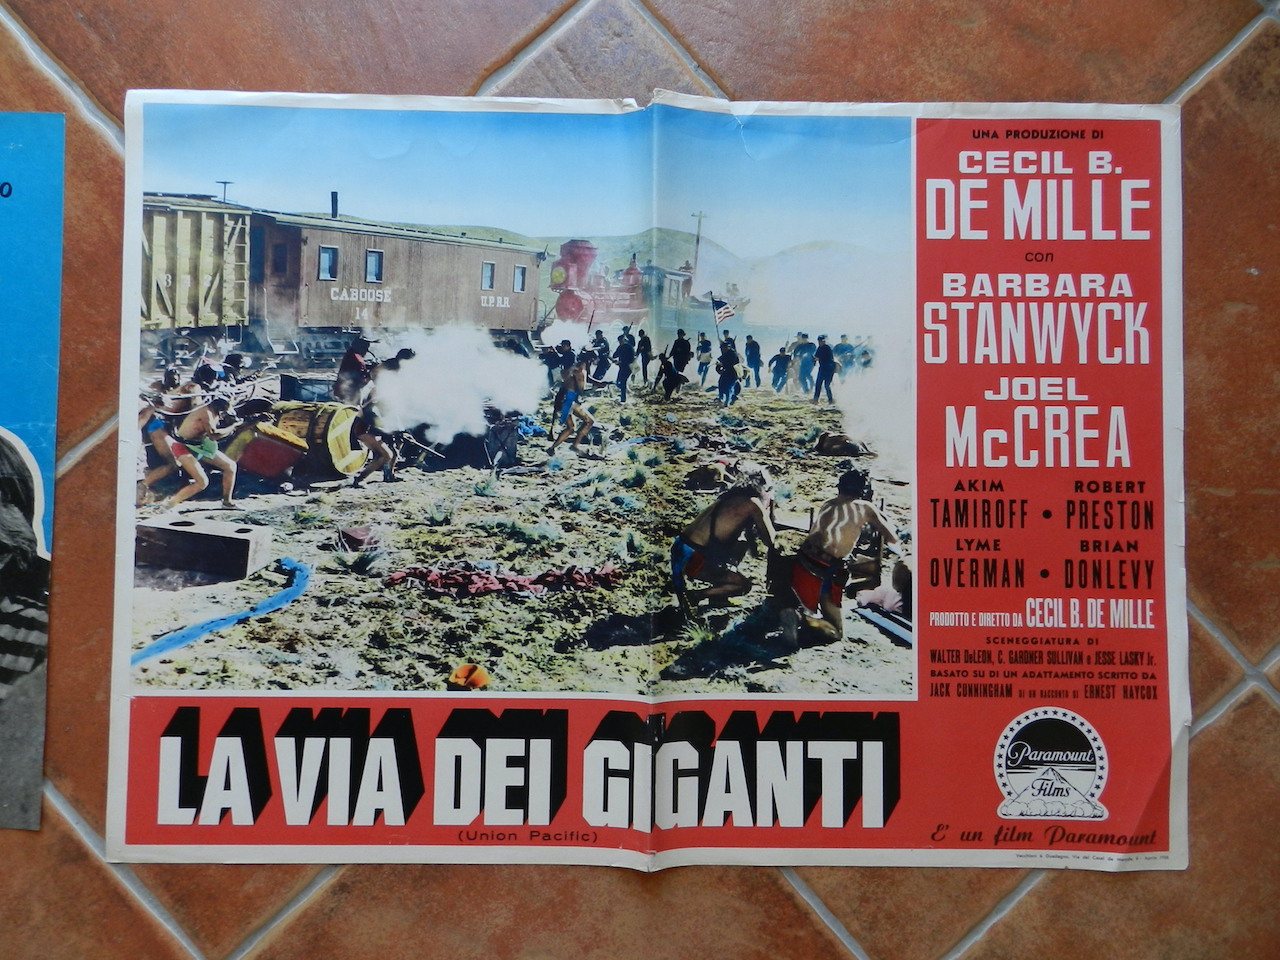 UNA PRODUZIONE DI
CECIL B.
DE MILLE
con
BARBARA
STANWYCK
JOEL
McCREA
AKIM
TAMIROFF •
ROBERT
PRESTON
LYME
OVERMAN •
BRIAN
DONLEVY
PRODOTTO E DIRETTO DA CECIL B. DE MILLE
SCENEGGIATURA DI
WALTER DeLEON, C. GARDNER SULLIVAN e JESSE LASKY Jr.
BASATO SU DI UN ADATTAMENTO SCRITTO DA
JACK CUNNINGHAM DI UN RACCONTO DI ERNEST HAYCOX
Paramount
Films
E' un film Paramount
CABOOSE
14
U.P.R.R.
LA VIA DEI GIGANTI
(Union Pacific)